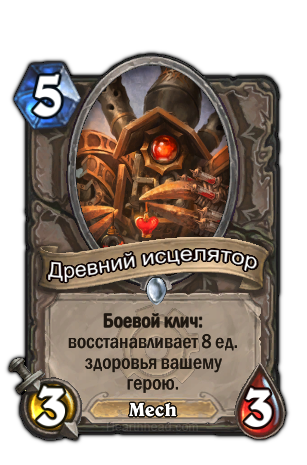 5
Древний исцелятор
Боевой клич:
восстанавливает 8 ед.
здоровья вашему
герою.
3
Mech
3